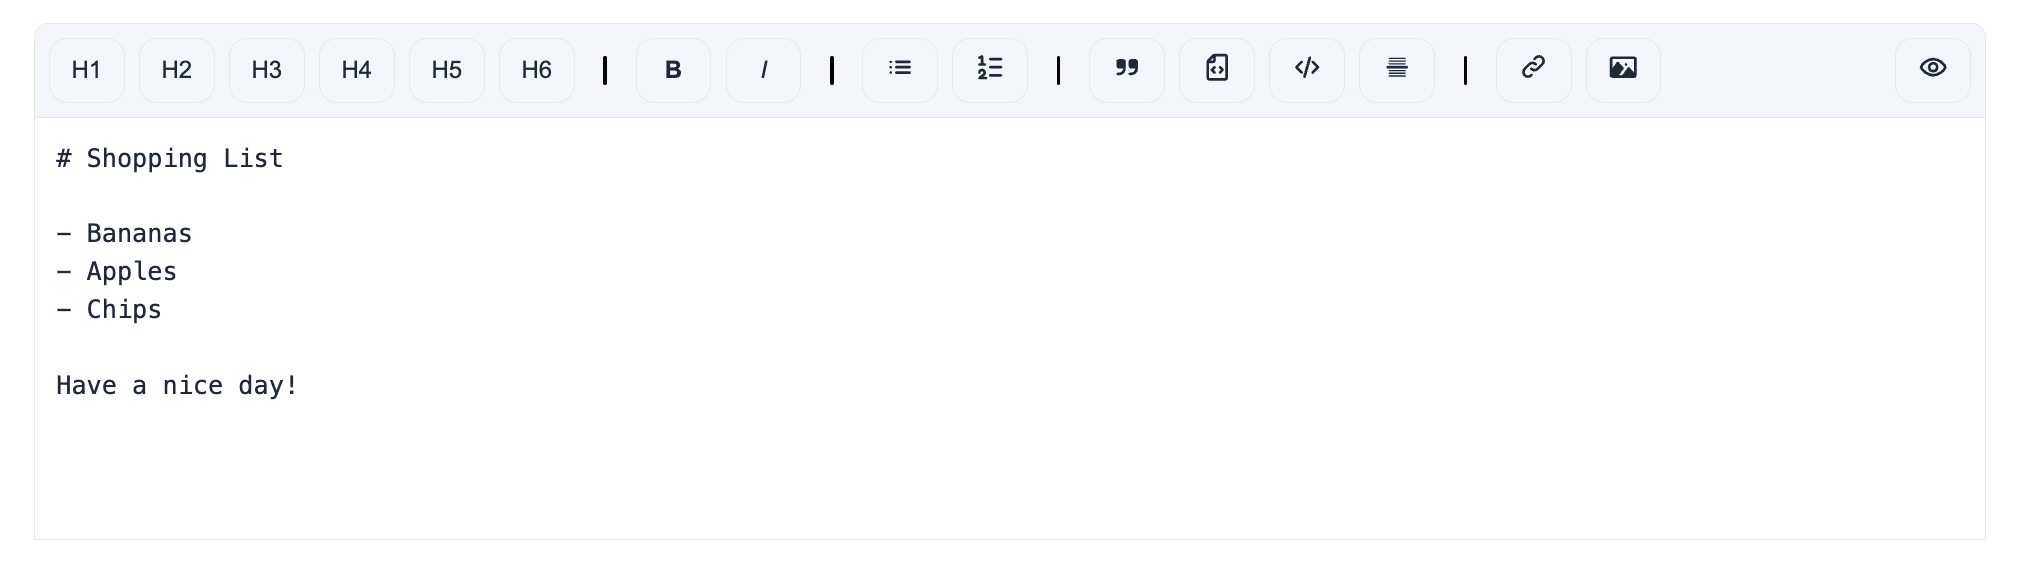 H1 H2 H3 H4 H5 H6 B I
# Shopping List
- Bananas
- Apples
- Chips
Have a nice day!